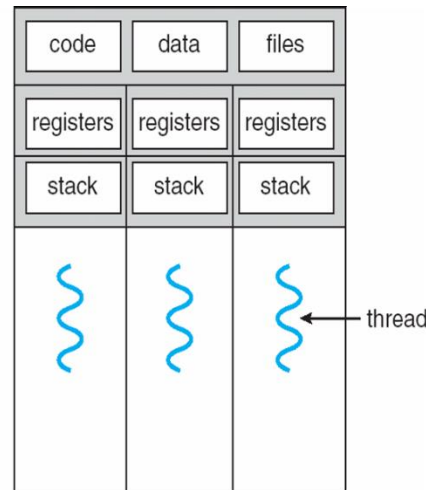 code data files
registers registers registers
stack stack stack
thread